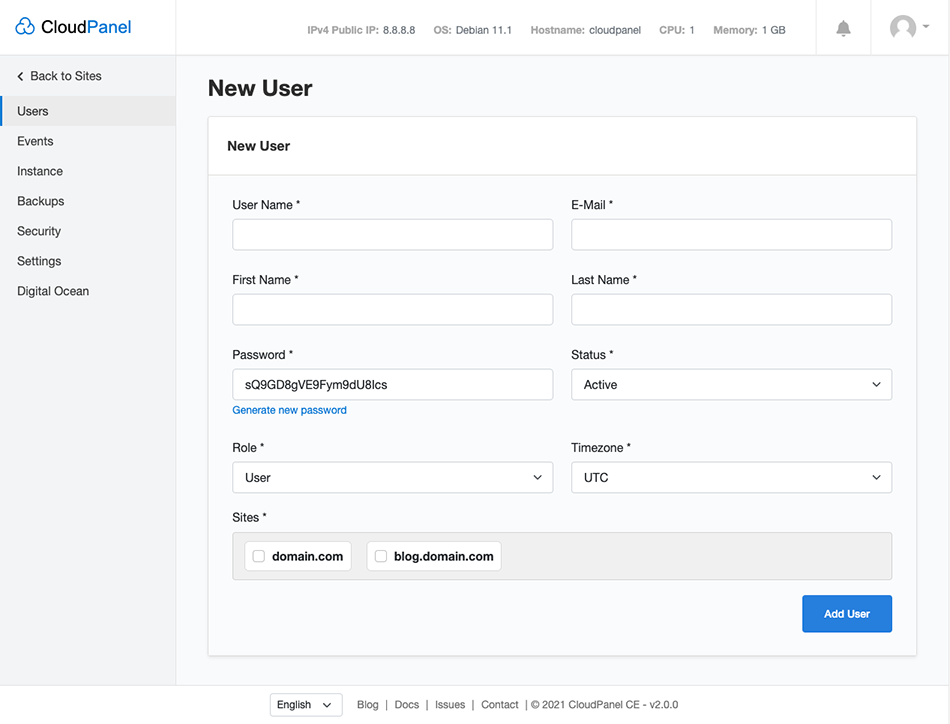 CloudPanel
IPv4 Public IP: 8.8.8.8 OS: Debian 11.1 Hostname: cloudpanel CPU: 1 Memory: 1 GB
Back to Sites
Users
Events
Instance
Backups
Security
Settings
Digital Ocean
New User
New User
User Name * E-Mail *
First Name * Last Name *
Password * Status *
sQ9GD8gVE9Fym9dU8lcs Active
Generate new password
Role * Timezone *
User UTC
Sites *
domain.com blog.domain.com
Add User
English Blog | Docs | Issues | Contact | © 2021 CloudPanel CE - v2.0.0